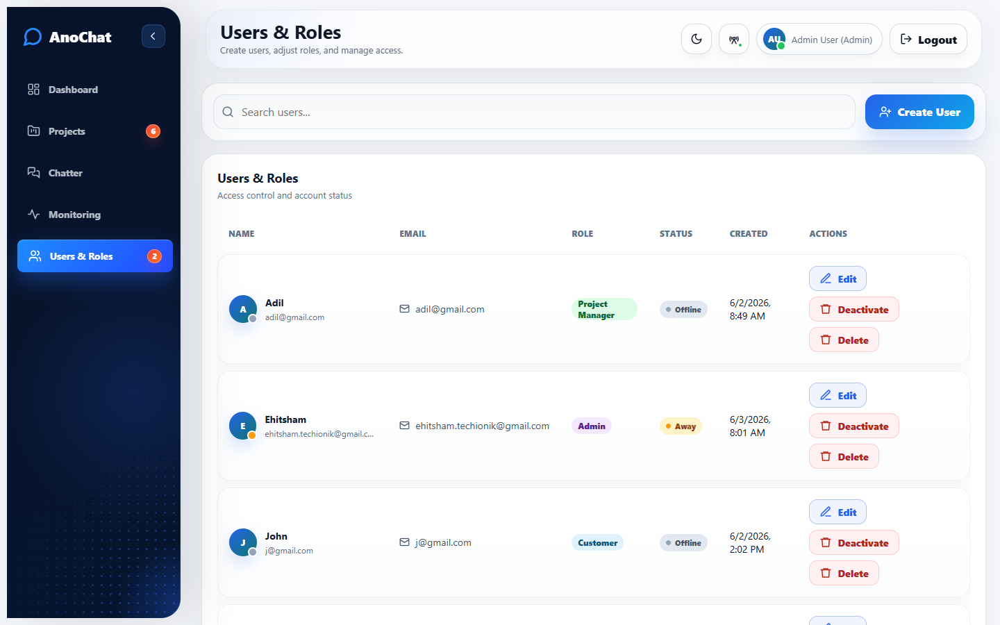 AnoChat
Dashboard
Projects 6
Chatter
Monitoring
Users & Roles 2
Users & Roles
Create users, adjust roles, and manage access.
AU
Admin User (Admin)
Logout
Search users...
Create User
Users & Roles
Access control and account status
NAME EMAIL ROLE STATUS CREATED ACTIONS
A
Adil
adil@gmail.com
adil@gmail.com
Project
Manager
Offline
6/2/2026,
8:49 AM
Edit
Deactivate
Delete
E
Ehitsham
ehitsham.techionik@gmail.c...
ehitsham.techionik@gmail.com
Admin
Away
6/3/2026,
8:01 AM
Edit
Deactivate
Delete
J
John
j@gmail.com
j@gmail.com
Customer
Offline
6/2/2026,
2:02 PM
Edit
Deactivate
Delete